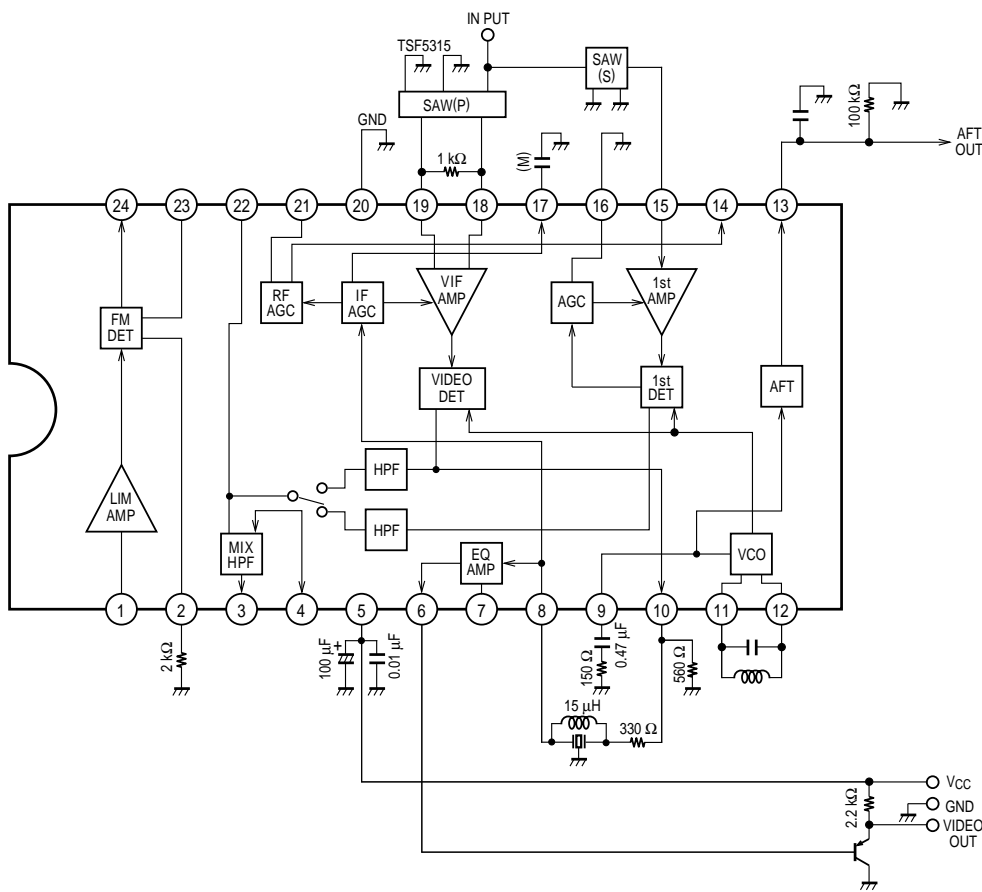 IN PUT
TSF5315
SAW
(S)
SAW(P)
GND
1 kΩ
(M)
100 kΩ
AFT
OUT
24
23
22
21
20
19
18
17
16
15
14
13
RF
AGC
IF
AGC
VIF
AMP
AGC
1st
AMP
FM
DET
VIDEO
DET
1st
DET
AFT
LIM
AMP
HPF
HPF
MIX
HPF
EQ
AMP
VCO
1
2
3
4
5
6
7
8
9
10
11
12
2 kΩ
100 μF
+
0.01 μF
150 Ω
0.47 μF
560 Ω
15 μH
330 Ω
VCC
2.2 kΩ
GND
VIDEO
OUT